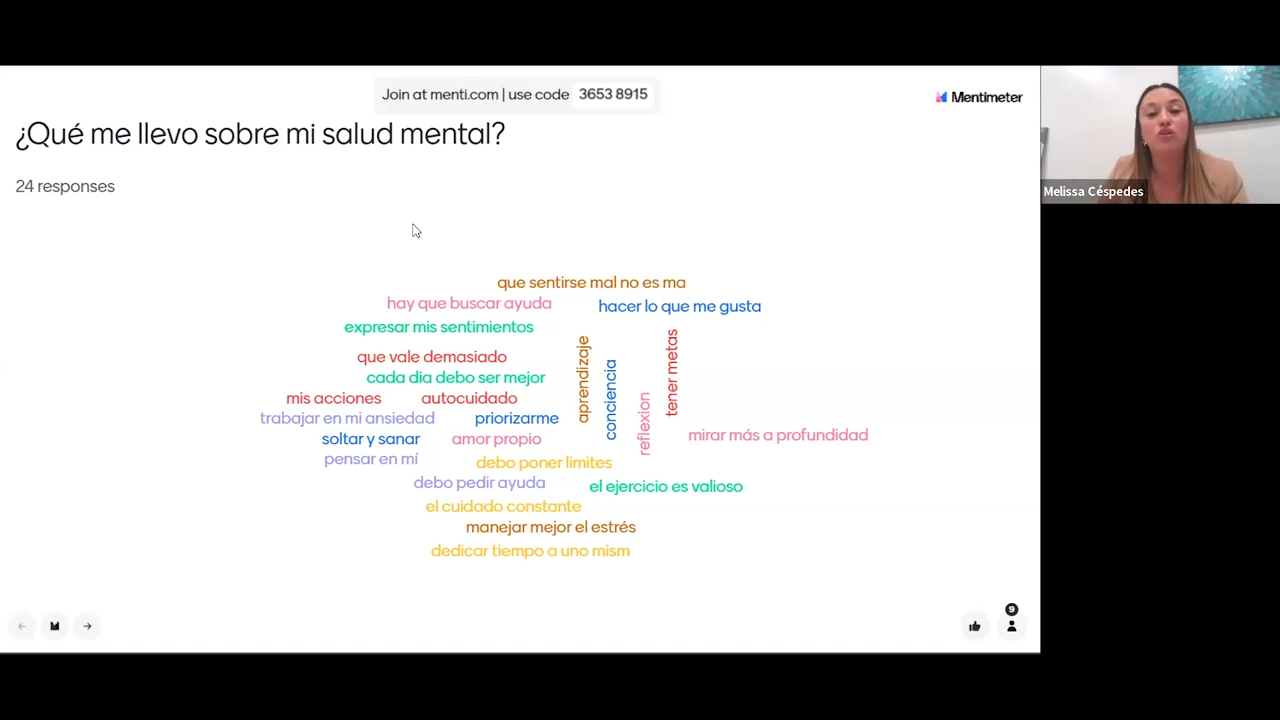 Join at menti.com | use code 3653 8915
Mentimeter
¿Qué me llevo sobre mi salud mental?
24 responses
Melissa Céspedes
que sentirse mal no es ma
hay que buscar ayuda
hacer lo que me gusta
expresar mis sentimientos
que vale demasiado
cada dia debo ser mejor
mis acciones
autocuidado
trabajar en mi ansiedad
priorizarme
soltar y sanar
amor propio
pensar en mí
aprendizaje
conciencia
reflexion
tener metas
mirar más a profundidad
debo poner limites
debo pedir ayuda
el ejercicio es valioso
el cuidado constante
manejar mejor el estrés
dedicar tiempo a uno mism
9